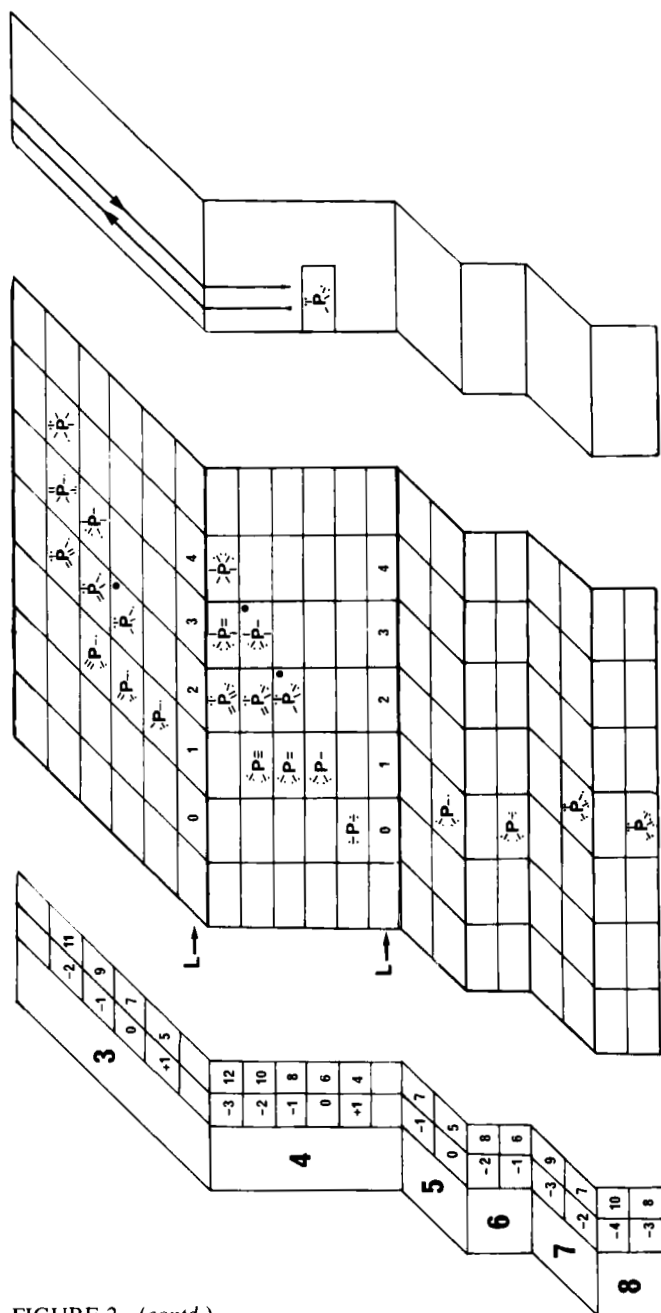 3
-2 11
-1 9
0 7
+1 5
P P P
P P P
P P
P
0 1 2 3 4
L
4
-3 12
-2 10
-1 8
0 6
+1 4
P P P
P P P
P P
P
P
0 1 2 3 4
L
P
5
-1 7
0 5
P
6
-2 8
-1 6
P
7
-3 9
-2 7
P
8
-4 10
-3 8
P
FIGURE 2. (contd.)